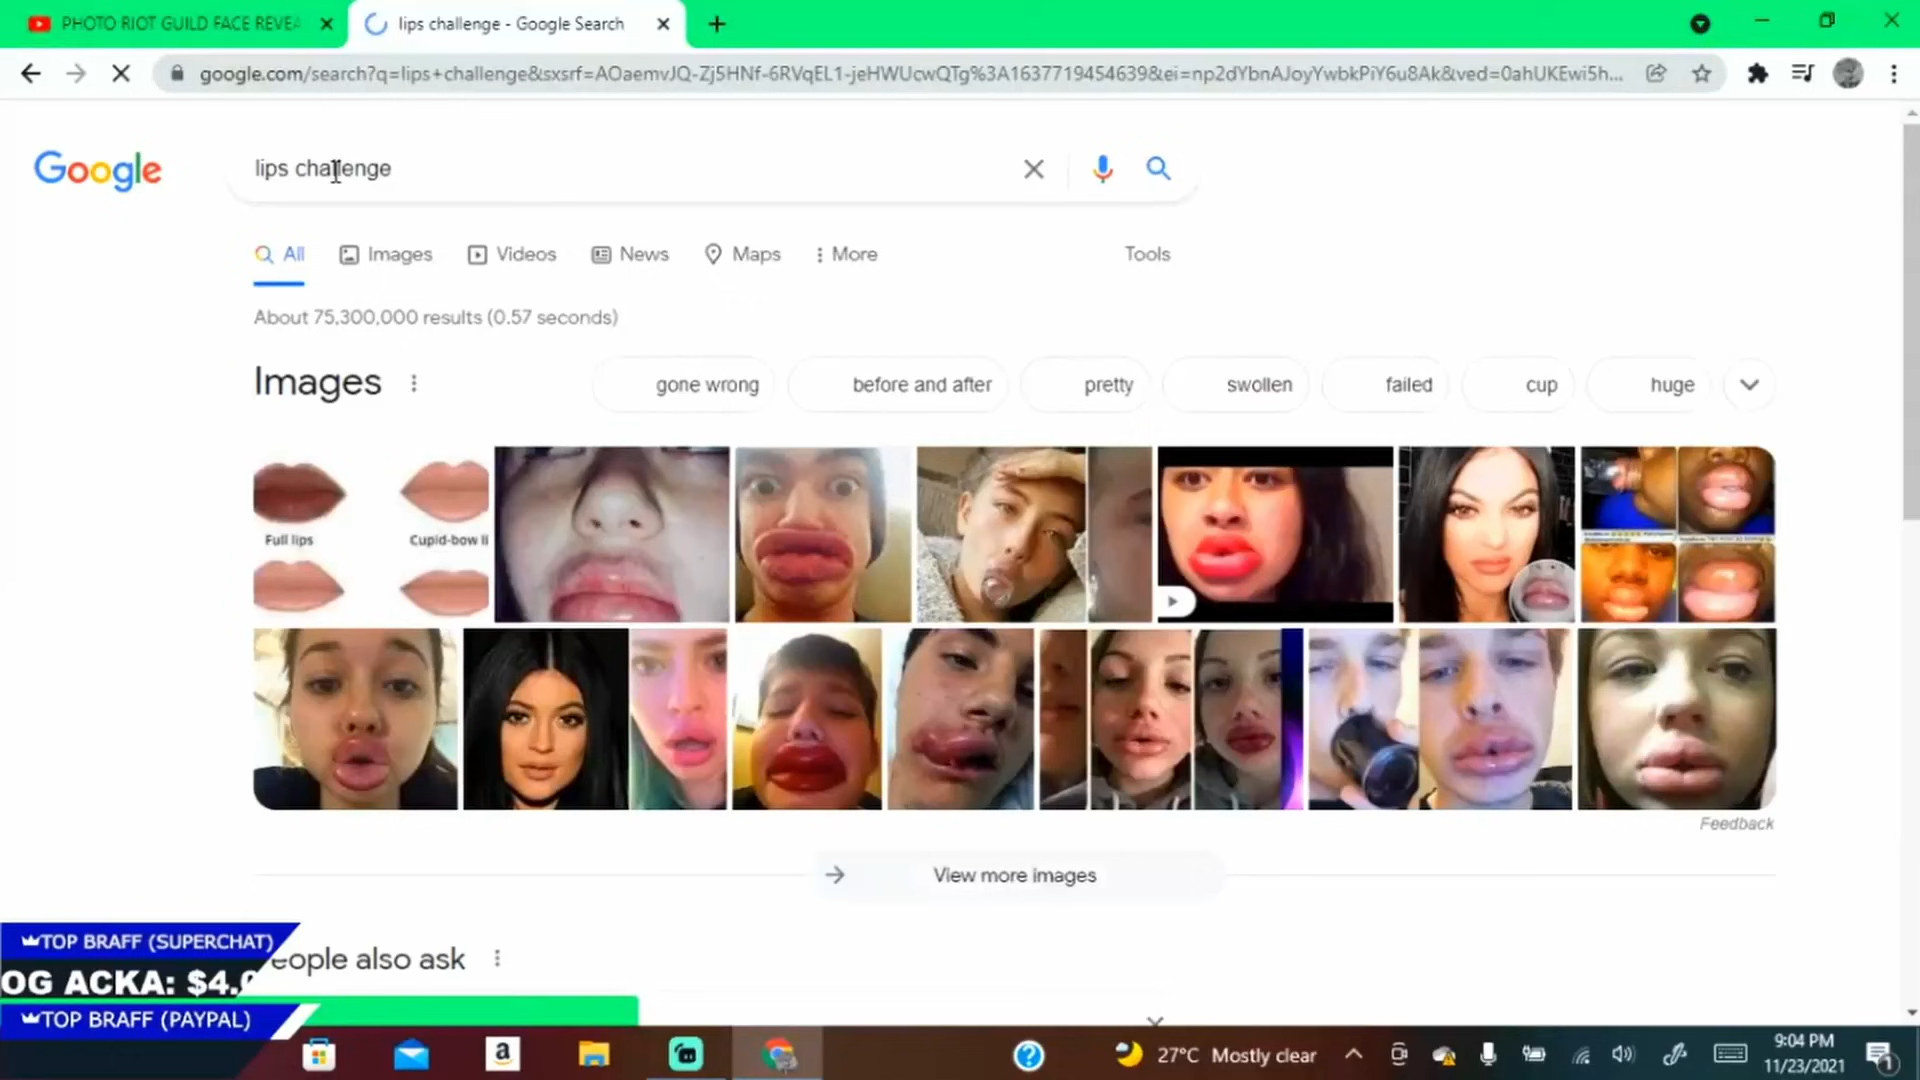 PHOTO RIOT GUILD FACE REVEA
lips challenge - Google Search
google.com/search?q=lips+challenge&sxsrf=AOaemvJQ-Zj5HNf-6RVqEL1-jeHWUcwQTg%3A1637719454639&ei=np2dYbnAJoyYwbkPiY6u8Ak&ved=0ahUKEwi5h...
Google
lips challenge
All Images Videos News Maps More Tools
About 75,300,000 results (0.57 seconds)
Images
gone wrong before and after pretty swollen failed cup huge
Full lips Cupid-bow li
Feedback
View more images
TOP BRAFF (SUPERCHAT)
eople also ask
OG ACKA: $4.0
TOP BRAFF (PAYPAL)
27°C Mostly clear
9:04 PM
11/23/2021
1